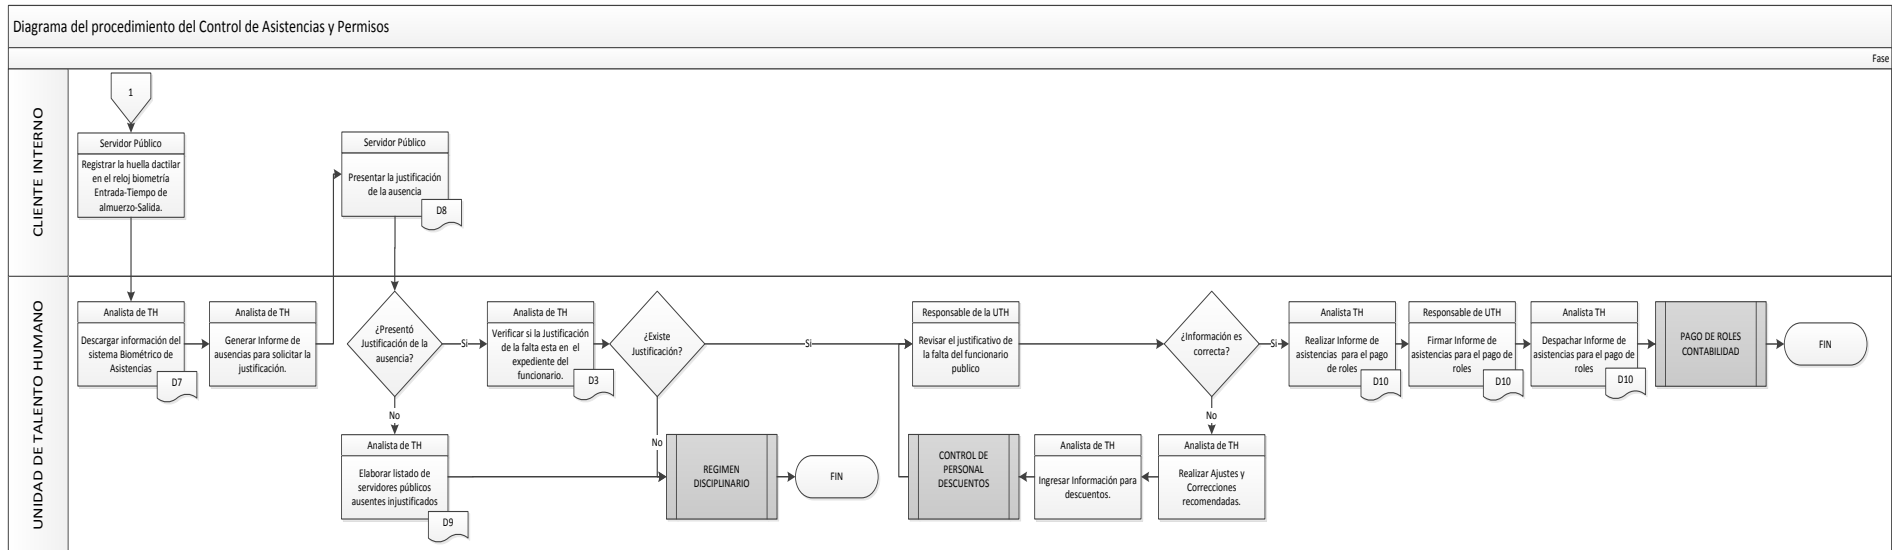 Diagrama del procedimiento del Control de Asistencias y Permisos
Fase
CLIENTE INTERNO
1
Servidor Público
Registrar la huella dactilar
en el reloj biometría
Entrada-Tiempo de
almuerzo-Salida.
Servidor Público
Presentar la justificación
de la ausencia
D8
UNIDAD DE TALENTO HUMANO
Analista de TH
Descargar información del
sistema Biométrico de
Asistencias
D7
Analista de TH
Generar Informe de
ausencias para solicitar la
justificación.
¿Presentó
Justificación de la
ausencia?
Si
No
Analista de TH
Verificar si la Justificación
de la falta esta en el
expediente del
funcionario.
D3
¿Existe
Justificación?
Si
No
Responsable de la UTH
Revisar el justificativo de
la falta del funcionario
publico
¿Información es
correcta?
Si
No
Analista TH
Realizar Informe de
asistencias para el pago
de roles
D10
Responsable de UTH
Firmar Informe de
asistencias para el pago de
roles
D10
Analista TH
Despachar Informe de
asistencias para el pago de
roles
D10
PAGO DE ROLES
CONTABILIDAD
FIN
Analista de TH
Elaborar listado de
servidores públicos
ausentes injustificados
D9
REGIMEN
DISCIPLINARIO
FIN
CONTROL DE
PERSONAL
DESCUENTOS
Analista de TH
Ingresar Información para
descuentos.
Analista de TH
Realizar Ajustes y
Correcciones
recomendadas.